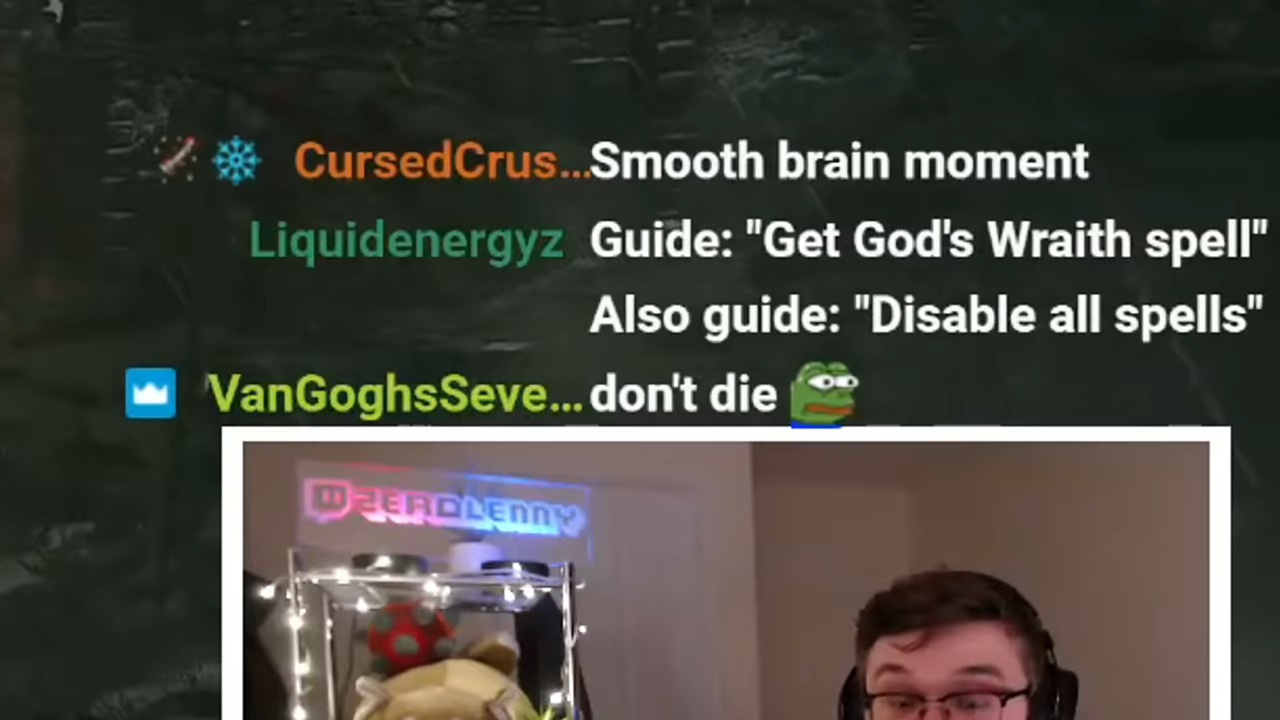 CursedCrus...Smooth brain moment
Liquidenergyz Guide: "Get God's Wraith spell"
Also guide: "Disable all spells"
VanGoghsSeve...don't die
ZEROLENNY